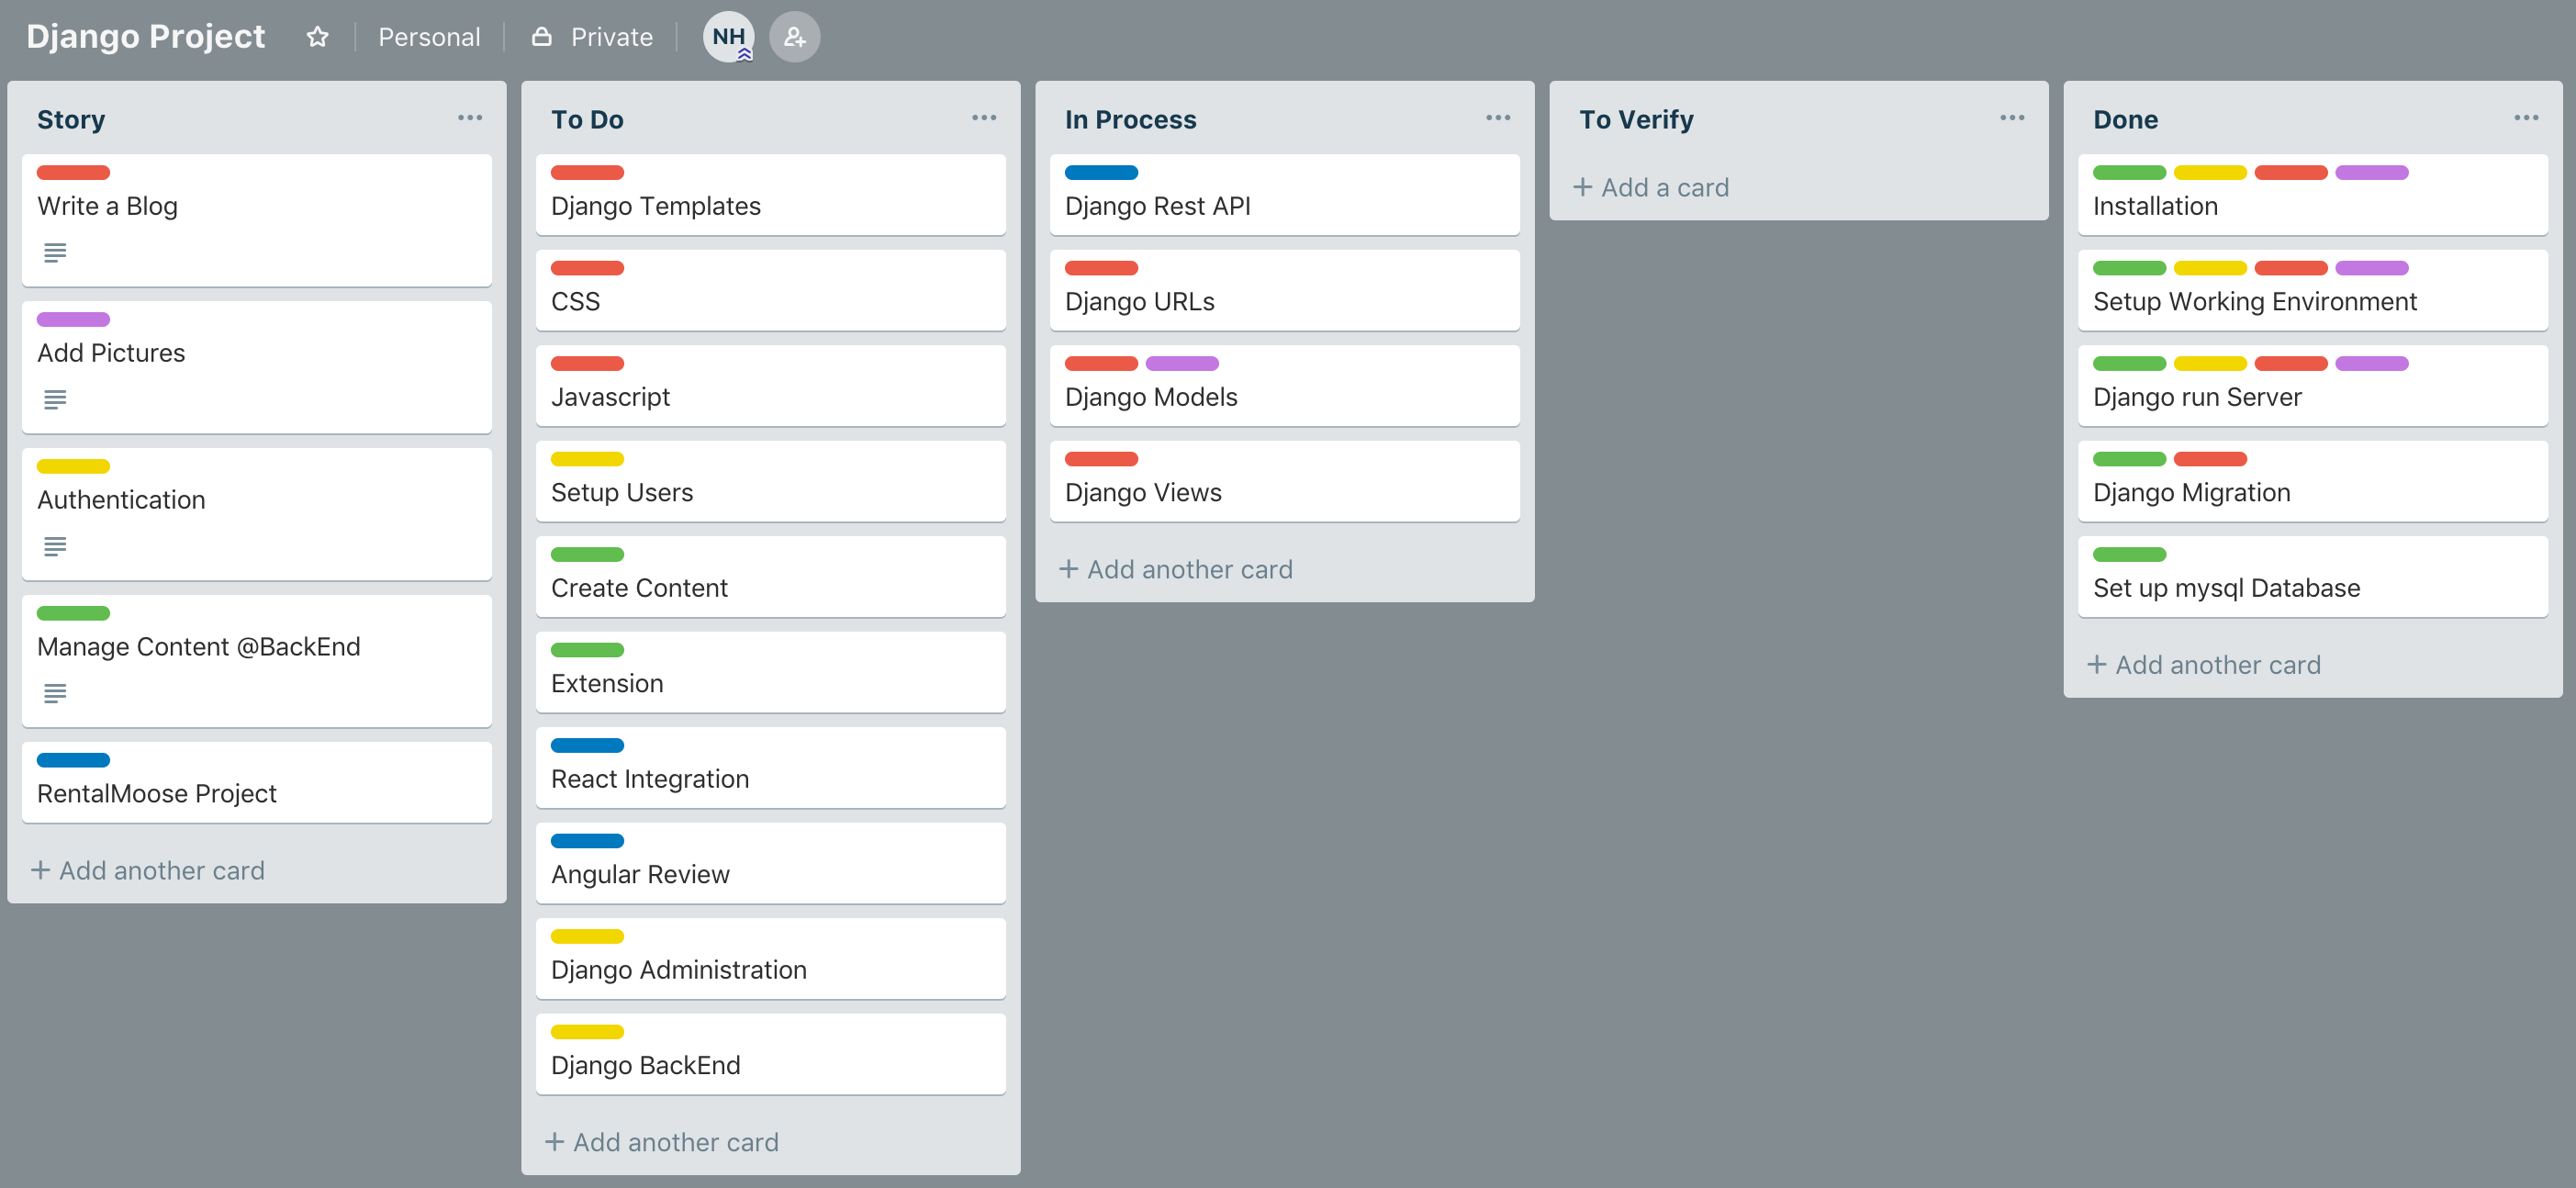 Django Project
Personal
Private
NH
Story
Write a Blog
Add Pictures
Authentication
Manage Content @BackEnd
RentalMoose Project
+ Add another card
To Do
Django Templates
CSS
Javascript
Setup Users
Create Content
Extension
React Integration
Angular Review
Django Administration
Django BackEnd
+ Add another card
In Process
Django Rest API
Django URLs
Django Models
Django Views
+ Add another card
To Verify
+ Add a card
Done
Installation
Setup Working Environment
Django run Server
Django Migration
Set up mysql Database
+ Add another card